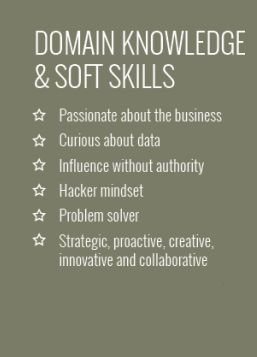 DOMAIN KNOWLEDGE
& SOFT SKILLS
☆ Passionate about the business
☆ Curious about data
☆ Influence without authority
☆ Hacker mindset
☆ Problem solver
☆ Strategic, proactive, creative,
innovative and collaborative